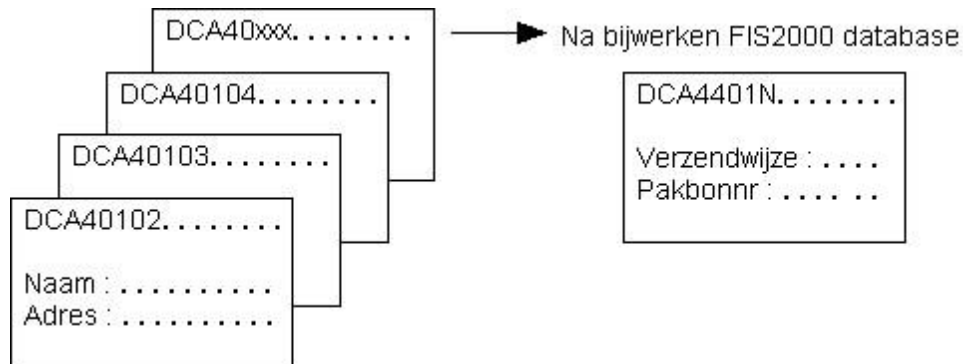 DCA40xxx........
Na bijwerken FIS2000 database
DCA40104........
DCA40103........
DCA40102........
Naam : ..........
Adres : ..........
DCA4401N........
Verzendwijze : ....
Pakbonnr : .... ..